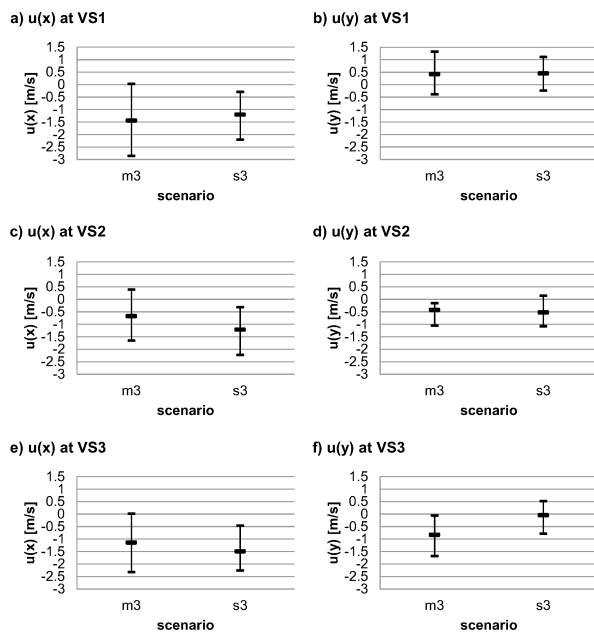 a) u(x) at VS1
u(x) [m/s]
1.5
1
0.5
0
-0.5
-1
-1.5
-2
-2.5
-3
m3 s3
scenario
b) u(y) at VS1
u(y) [m/s]
1.5
1
0.5
0
-0.5
-1
-1.5
-2
-2.5
-3
m3 s3
scenario
c) u(x) at VS2
u(x) [m/s]
1.5
1
0.5
0
-0.5
-1
-1.5
-2
-2.5
-3
m3 s3
scenario
d) u(y) at VS2
u(y) [m/s]
1.5
1
0.5
0
-0.5
-1
-1.5
-2
-2.5
-3
m3 s3
scenario
e) u(x) at VS3
u(x) [m/s]
1.5
1
0.5
0
-0.5
-1
-1.5
-2
-2.5
-3
m3 s3
scenario
f) u(y) at VS3
u(y) [m/s]
1.5
1
0.5
0
-0.5
-1
-1.5
-2
-2.5
-3
m3 s3
scenario